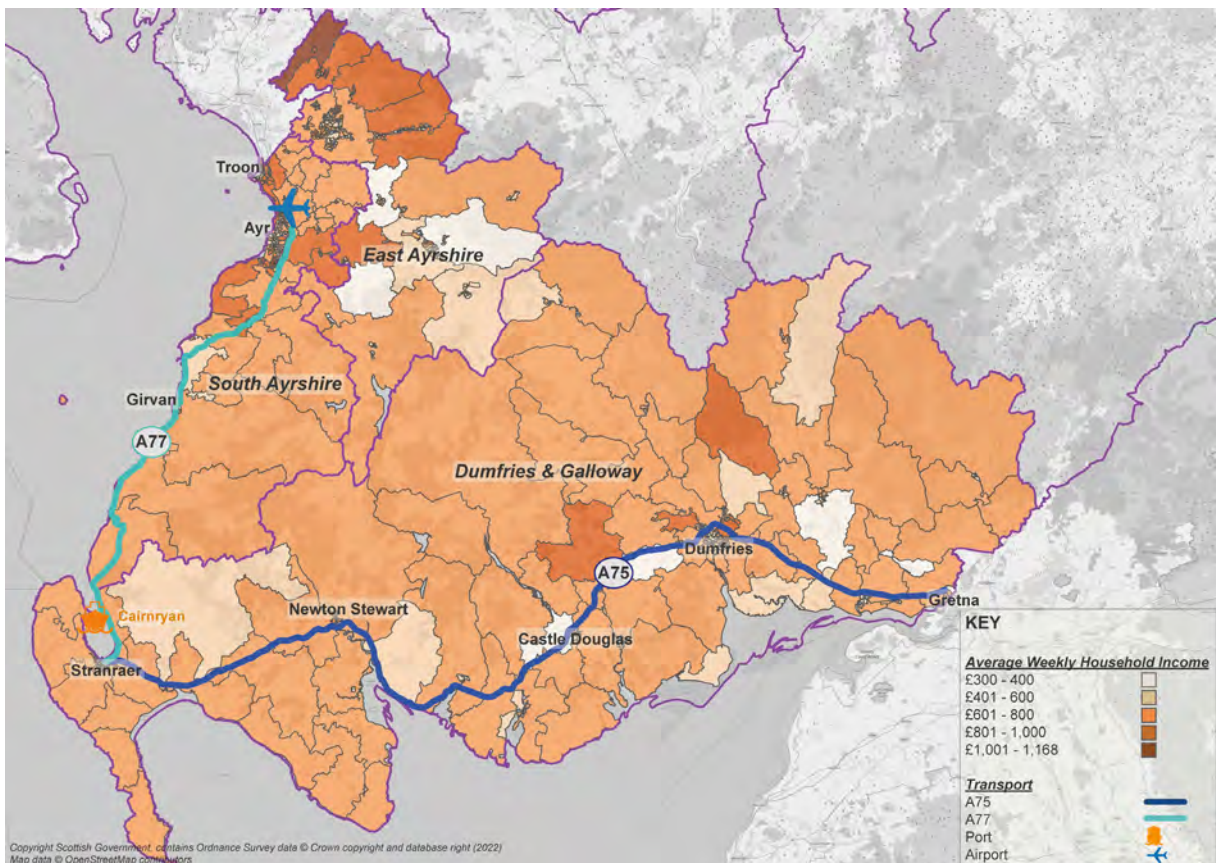 Troon
Ayr
East Ayrshire
South Ayrshire
Girvan
A77
Dumfries & Galloway
Dumfries
A75
Gretna
Cairnryan
Newton Stewart
Castle Douglas
Stranraer
KEY
Average Weekly Household Income
£300 - 400
£401 - 600
£601 - 800
£801 - 1,000
£1,001 - 1,168
Transport
A75
A77
Port
Airport
Copyright Scottish Government. contains Ordnance Survey data © Crown copyright and database right (2022)
Map data © OpenStreetMap contributors